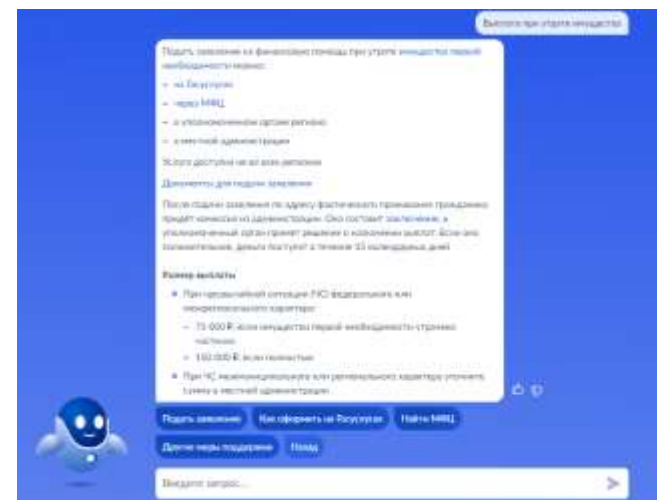 Выплата при утрате имущества
Подать заявление на финансовую помощь при утрате имущества первой
необходимости можно:
– на Госуслугах
– через МФЦ
– в уполномоченном органе региона
– в местной администрации
Услуга доступна не во всех регионах
Документы для подачи заявления
После подачи заявления по адресу фактического проживания гражданина
придёт комиссия из администрации. Она составит заключение, а
уполномоченный орган примет решение о назначении выплат. Если оно
положительное, деньги поступят в течение 15 календарных дней
Размер выплаты
При чрезвычайной ситуации (ЧС) федерального или
межрегионального характера:
– 75 000 ₽, если имущество первой необходимости утрачено
частично
– 150 000 ₽, если полностью
При ЧС межмуниципального или регионального характера уточните
сумму в местной администрации
Подать заявление
Как оформить на Госуслугах
Найти МФЦ
Другие меры поддержки
Назад
Введите запрос...